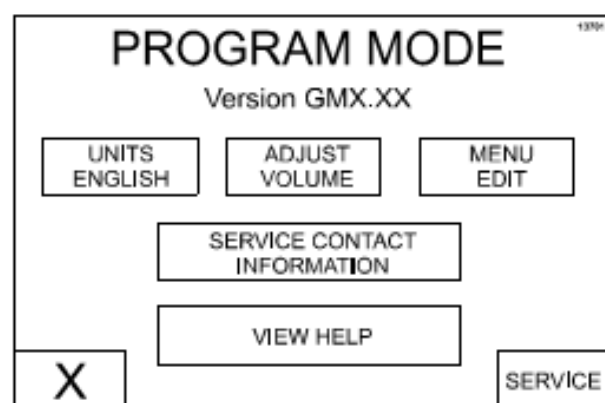 PROGRAM MODE
Version GMX.XX
UNITS
ENGLISH
ADJUST
VOLUME
MENU
EDIT
SERVICE CONTACT
INFORMATION
VIEW HELP
X
SERVICE